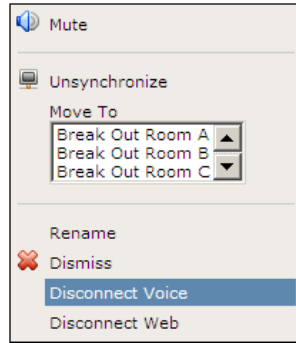 Mute
Unsynchronize
Move To
Break Out Room A
Break Out Room B
Break Out Room C
Rename
Dismiss
Disconnect Voice
Disconnect Web